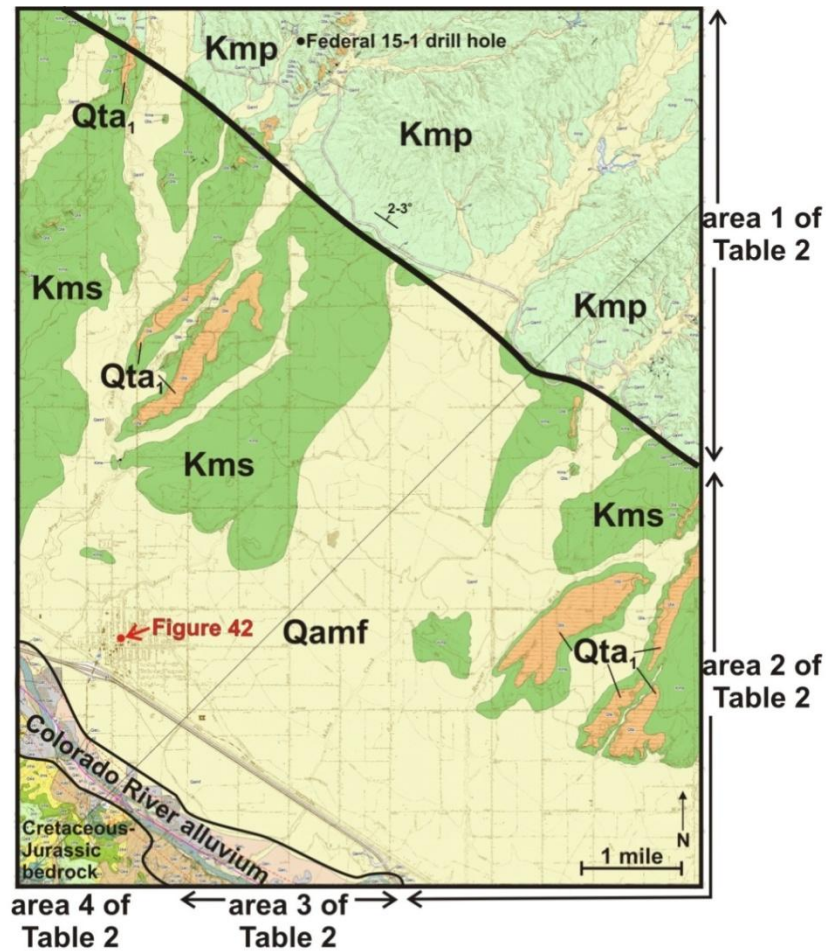 Kmp
Federal 15-1 drill hole
Qta1
Kmp
2-3°
area 1 of
Table 2
Kms
Kmp
Qta1
Kms
Kms
Figure 42
Qamf
Qta1
area 2 of
Table 2
Colorado River alluvium
Cretaceous-
Jurassic
bedrock
N
1 mile
area 4 of
Table 2
area 3 of
Table 2